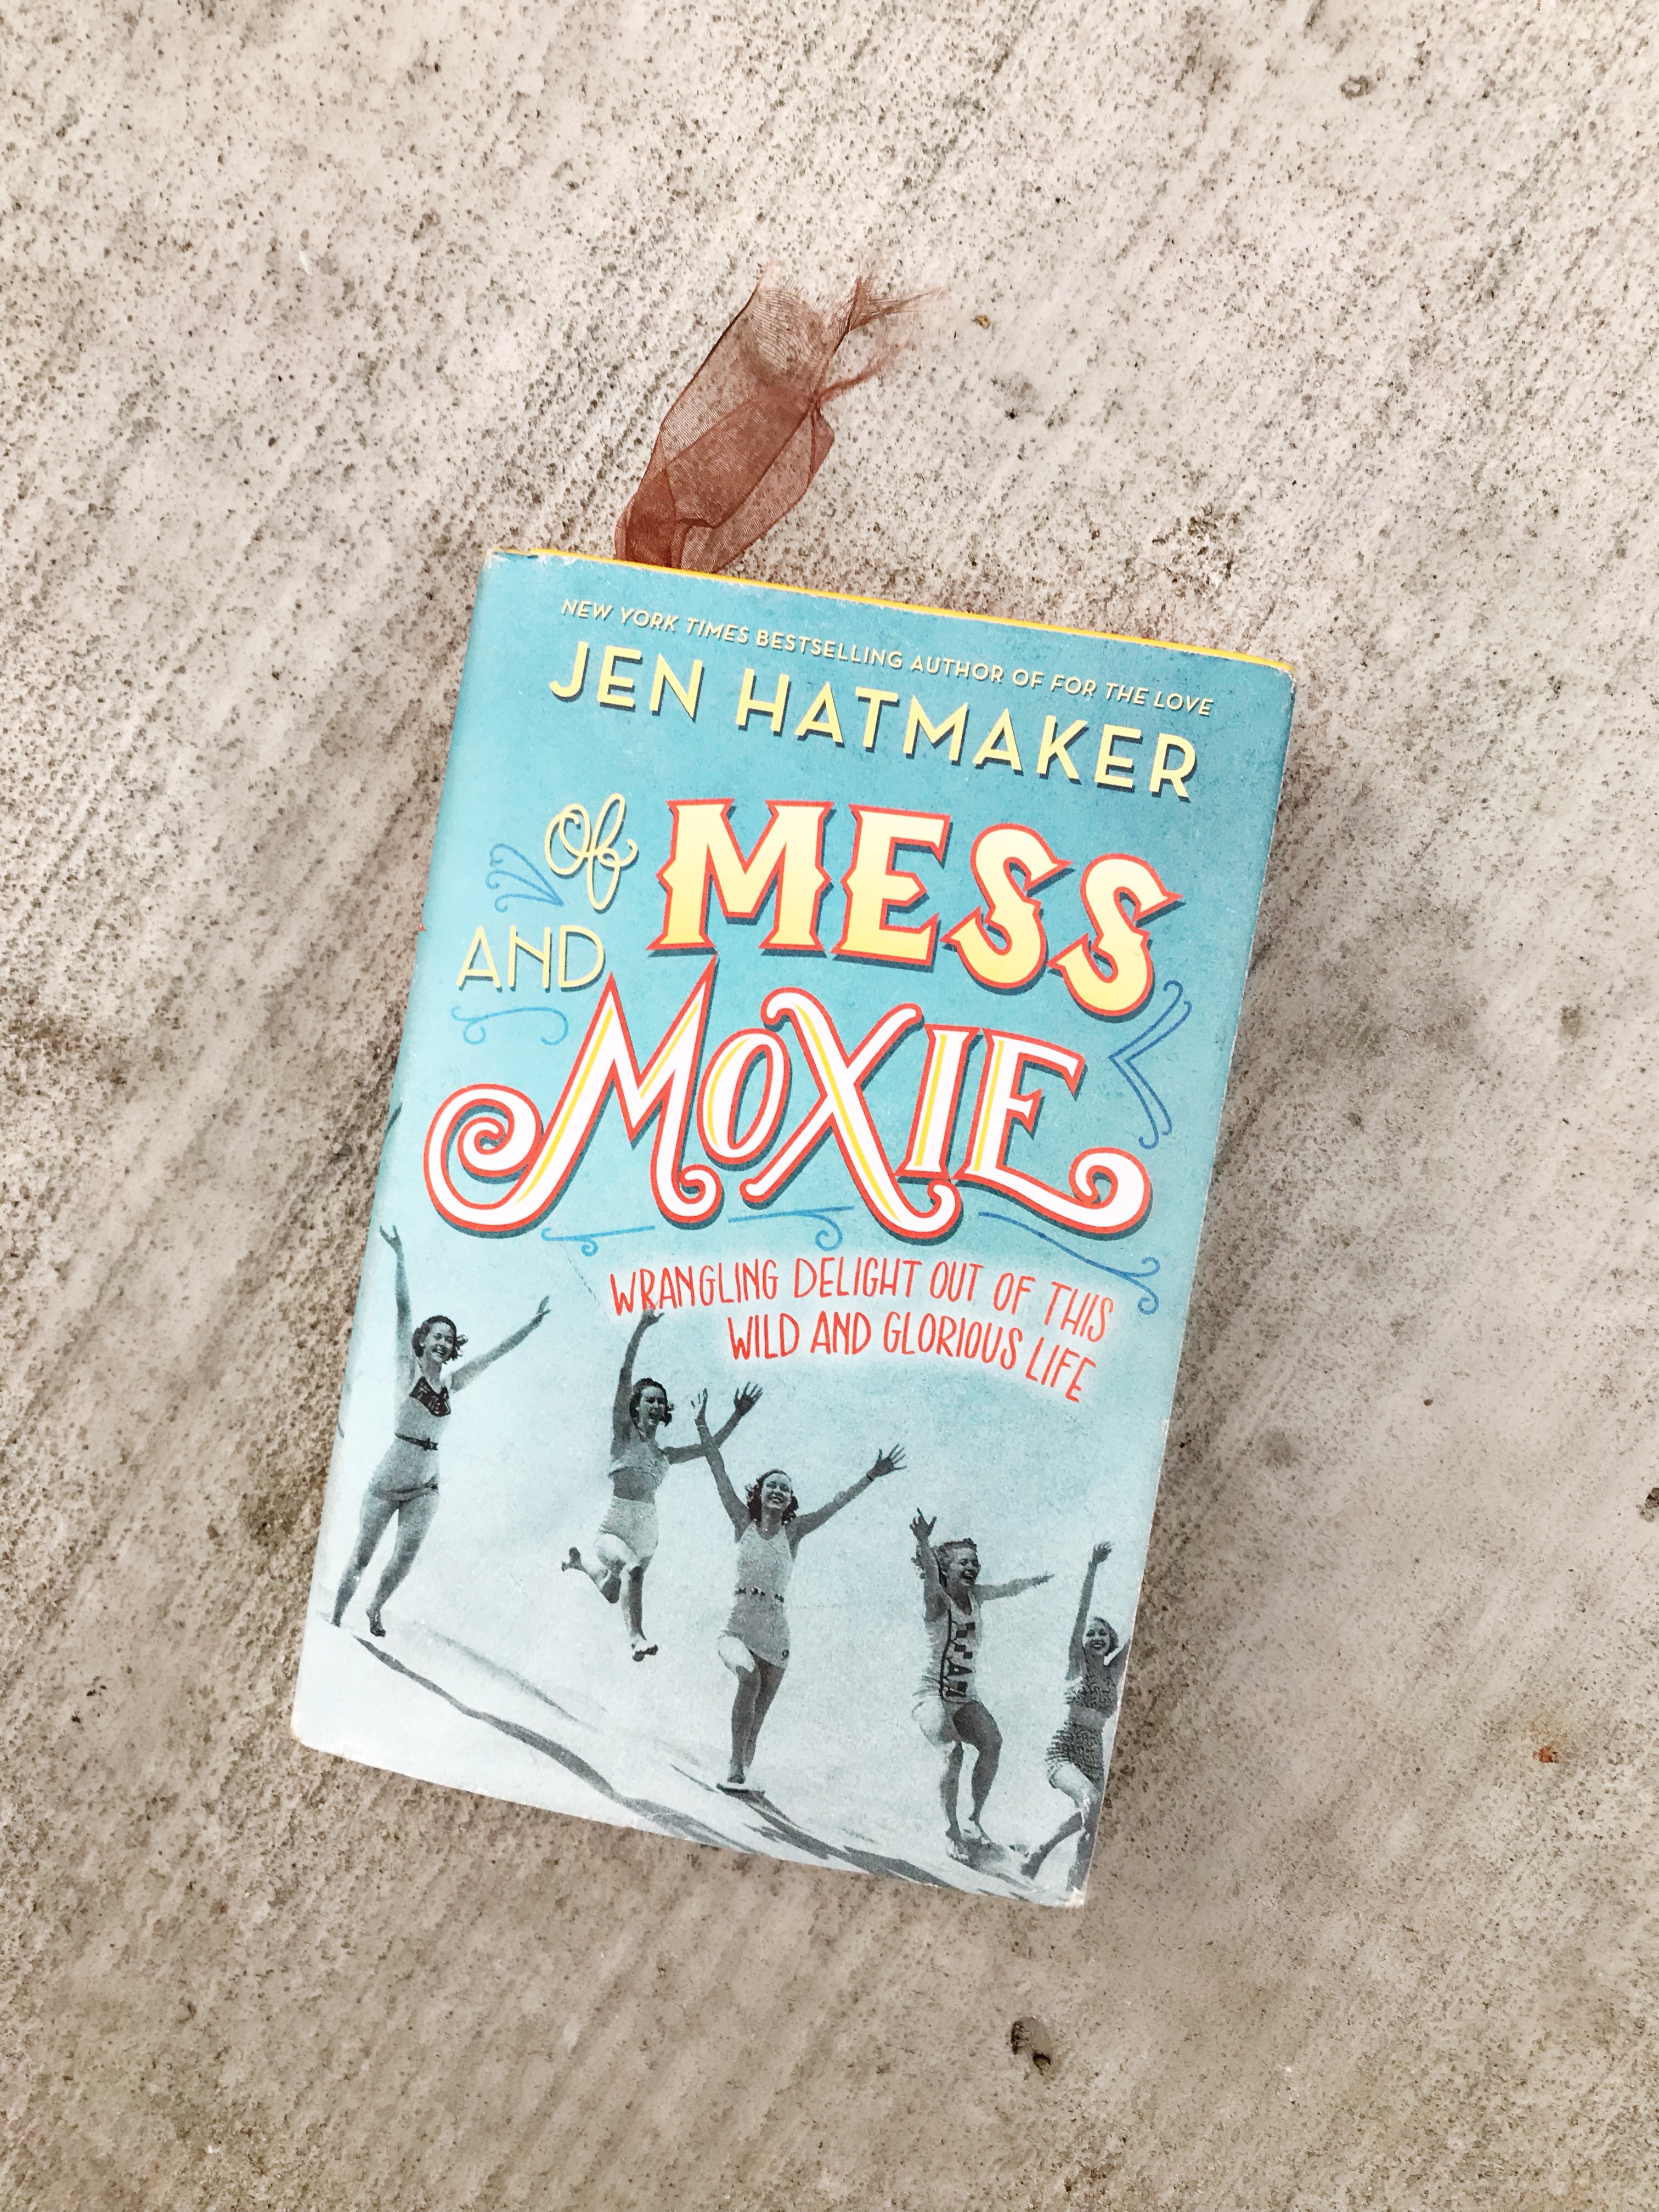 NEW YORK TIMES BESTSELLING AUTHOR OF FOR THE LOVE
JEN HATMAKER
Of MESS
AND
MOXIE
WRANGLING DELIGHT OUT OF THIS
WILD AND GLORIOUS LIFE